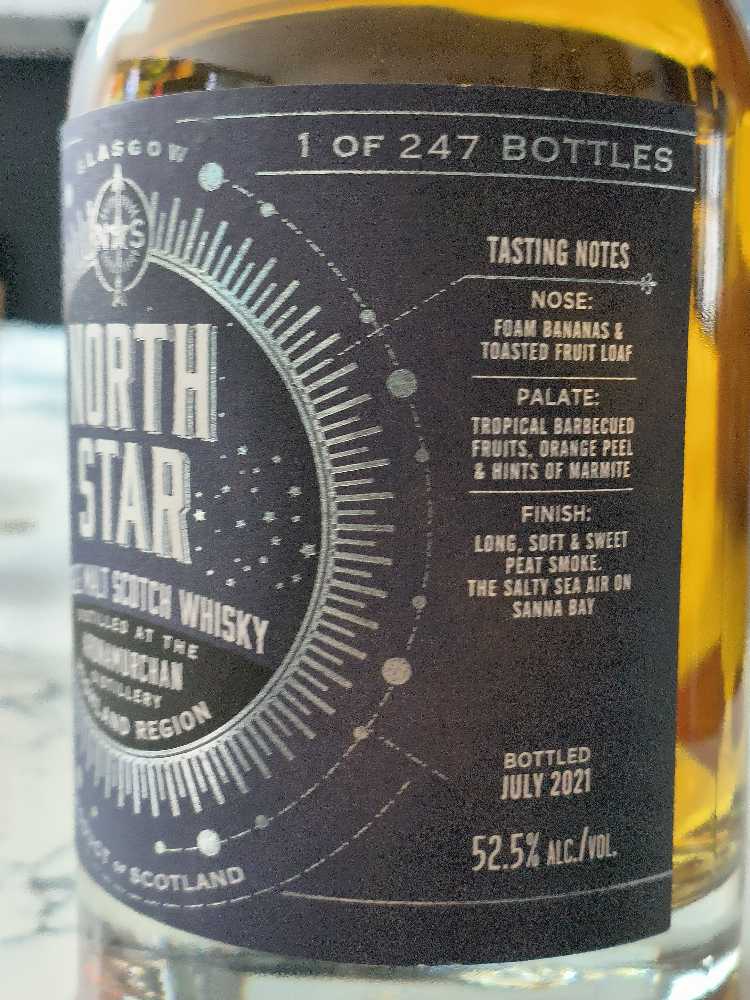 1 OF 247 BOTTLES
GLASGOW
N S
NORTH
STAR
MALT SCOTCH WHISKY
DISTILLED AT THE
ARDNAMURCHAN
DISTILLERY
HIGHLAND REGION
PRODUCT OF SCOTLAND
TASTING NOTES
NOSE:
FOAM BANANAS &
TOASTED FRUIT LOAF
PALATE:
TROPICAL BARBECUED
FRUITS, ORANGE PEEL
& HINTS OF MARMITE
FINISH:
LONG, SOFT & SWEET
PEAT SMOKE.
THE SALTY SEA AIR ON
SANNA BAY
BOTTLED
JULY 2021
52.5% ALC./VOL.